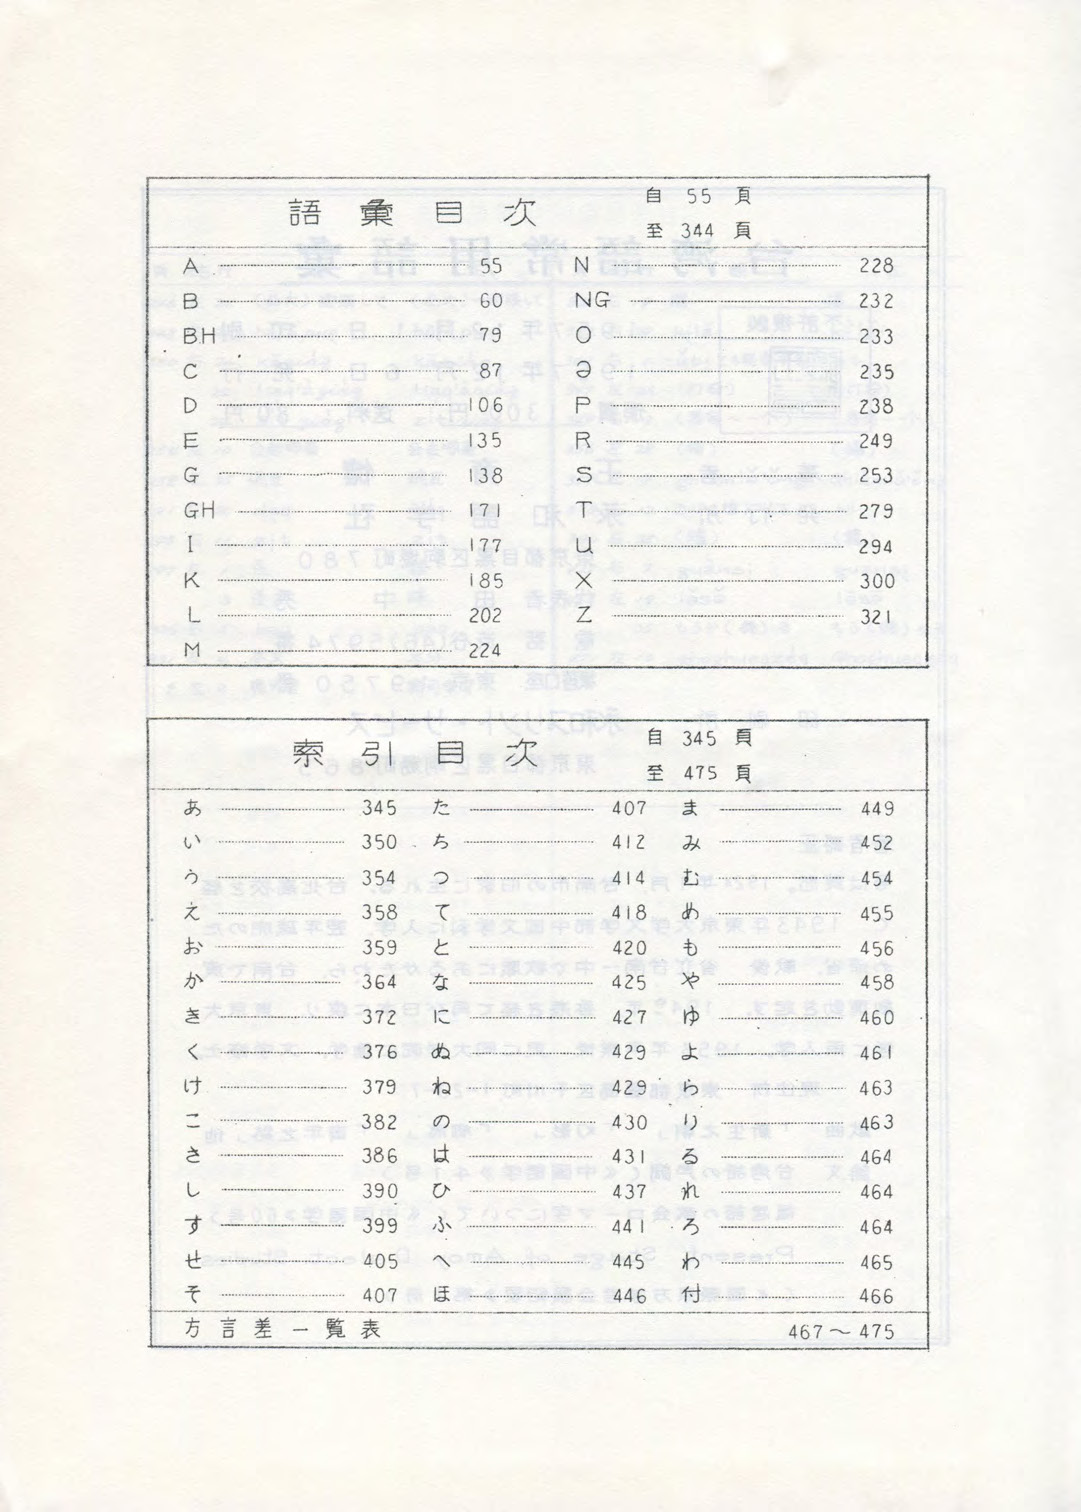 語彙目次 自 55 頁
至 344 頁
A 55 N 228
B 60 NG 232
BH 79 O 233
C 87 Ə 235
D 106 P 238
E 135 R 249
G 138 S 253
GH 171 T 279
I 177 U 294
K 185 X 300
L 202 Z 321
M 224
索引目次 自 345 頁
至 475 頁
あ 345 た 407 ま 449
い 350 ち 412 み 452
う 354 つ 414 む 454
え 358 て 418 め 455
お 359 と 420 も 456
か 364 な 425 や 458
き 372 に 427 ゆ 460
く 376 ぬ 429 よ 461
け 379 ね 429 ら 463
こ 382 の 430 り 463
さ 386 は 431 る 464
し 390 ひ 437 れ 464
す 399 ふ 441 ろ 464
せ 405 へ 445 わ 465
そ 407 ほ 446 付 466
方言差一覧表 467〜475